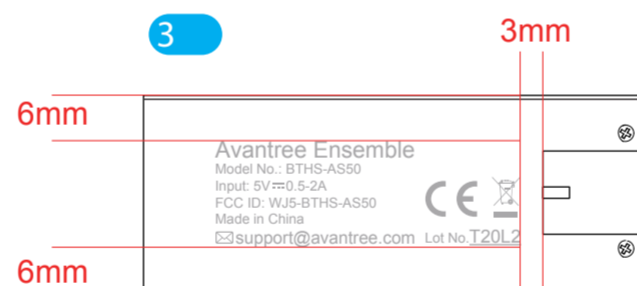 3
3mm
6mm
Avantree Ensemble
Model No.: BTHS-AS50
Input: 5V⎓0.5-2A
FCC ID: WJ5-BTHS-AS50
Made in China
support@avantree.com Lot No.T20L2
CE
6mm